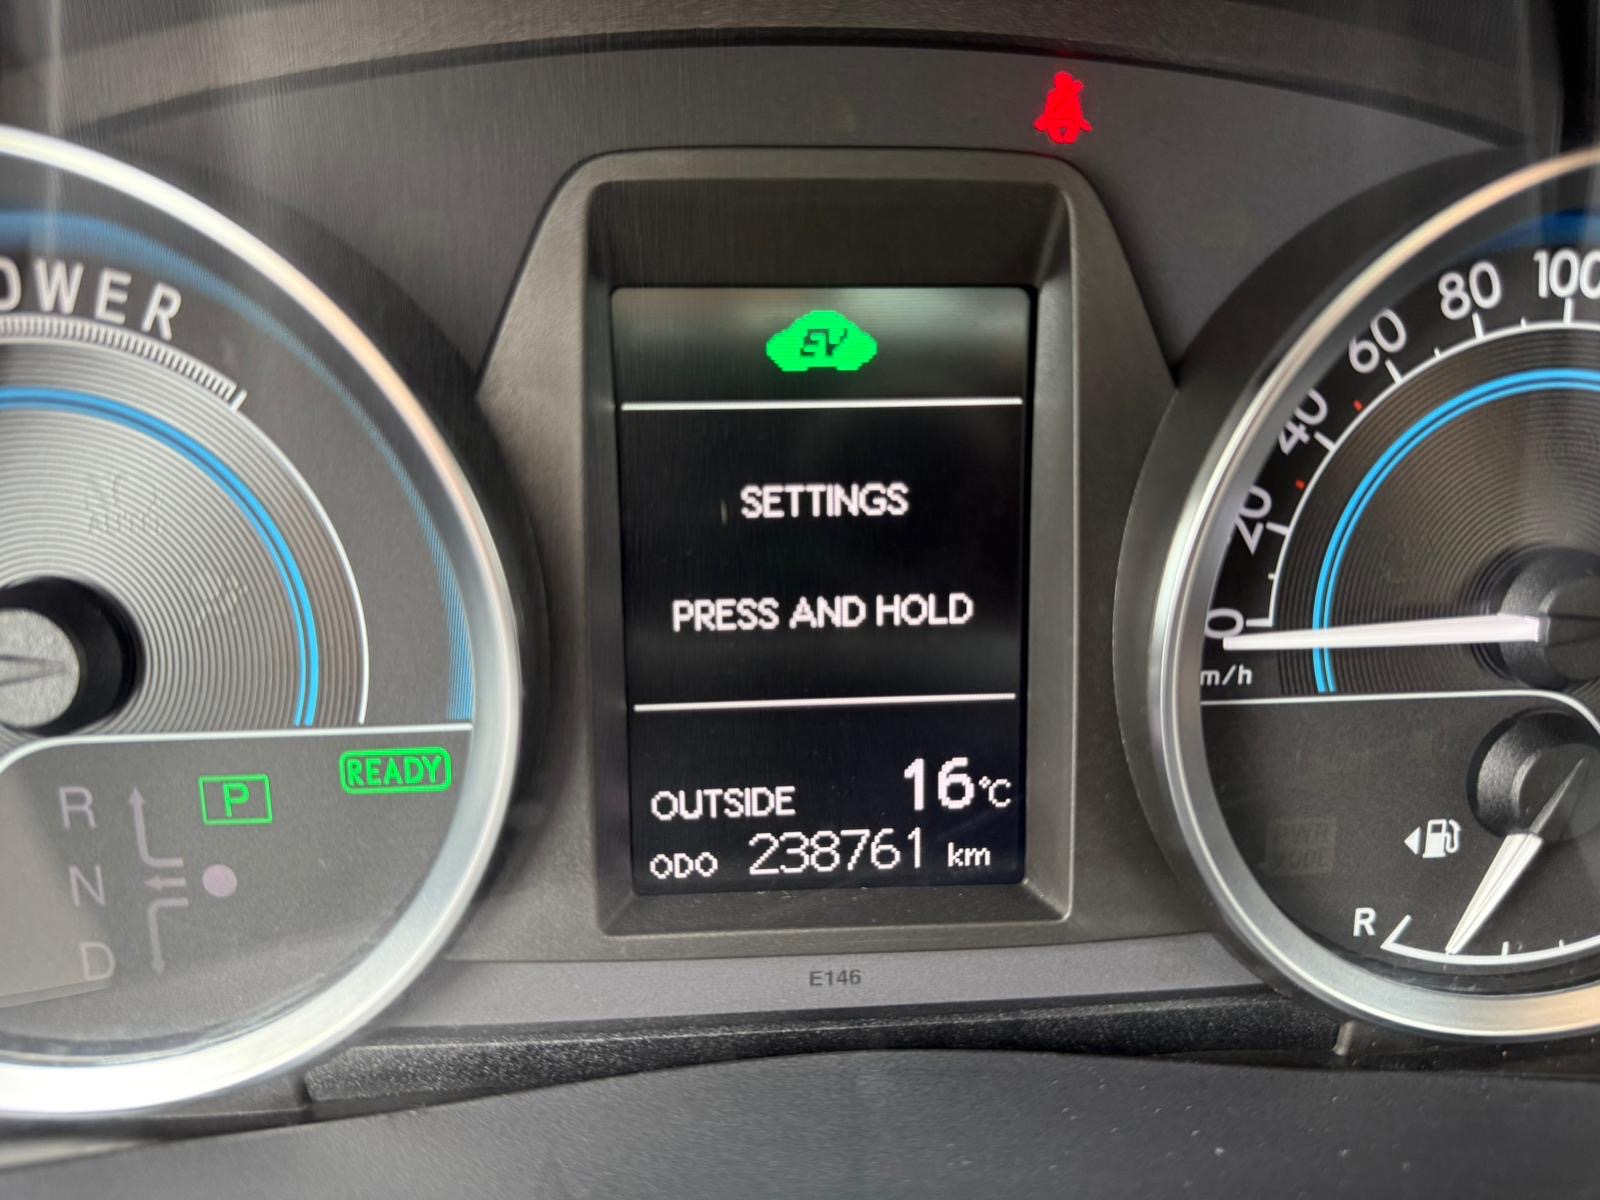 OWER
EV
SETTINGS
PRESS AND HOLD
OUTSIDE 16°C
ODO 238761 km
READY
P
R
N
D
0
20
40
60
80
100
m/h
R
E146